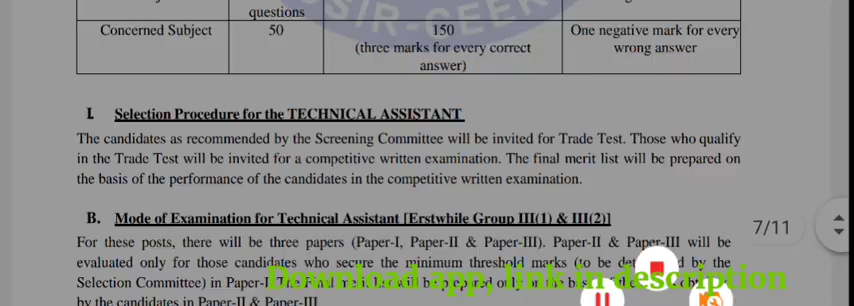 questions
Concerned Subject 50 150 One negative mark for every
(three marks for every correct wrong answer
answer)
I. Selection Procedure for the TECHNICAL ASSISTANT
The candidates as recommended by the Screening Committee will be invited for Trade Test. Those who qualify
in the Trade Test will be invited for a competitive written examination. The final merit list will be prepared on
the basis of the performance of the candidates in the competitive written examination.
B. Mode of Examination for Technical Assistant [Erstwhile Group III(1) & III(2)]
7/11
For these posts, there will be three papers (Paper-I, Paper-II & Paper-III). Paper-II & Paper-III will be
evaluated only for those candidates who secure the minimum threshold marks (to be by the
Selection Committee) in
Download app, link in description
by the candidates in Paper-II & Paper-III